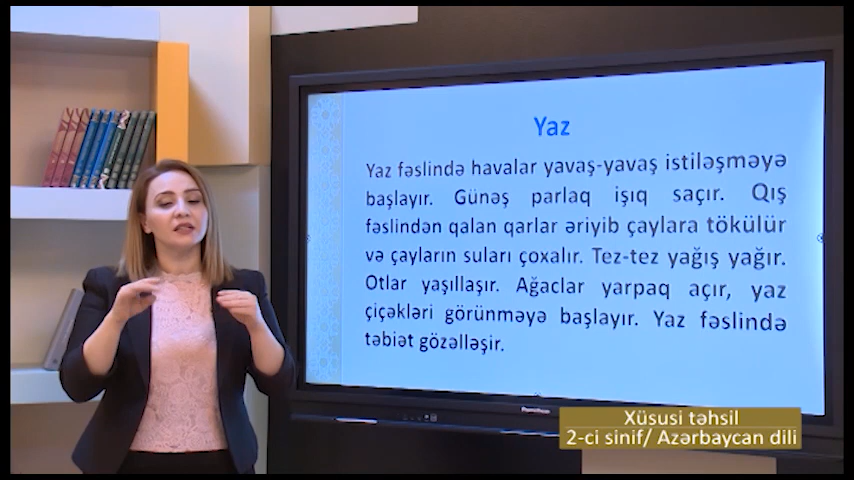 Yaz
Yaz fəslində havalar yavaş-yavaş istiləşməyə
başlayır. Günəş parlaq işıq saçır. Qış
fəslindən qalan qarlar əriyib çaylara tökülür
və çayların suları çoxalır. Tez-tez yağış yağır.
Otlar yaşıllaşır. Ağaclar yarpaq açır, yaz
çiçəkləri görünməyə başlayır. Yaz fəslində
təbiət gözəlləşir.
Xüsusi təhsil
2-ci sinif/ Azərbaycan dili